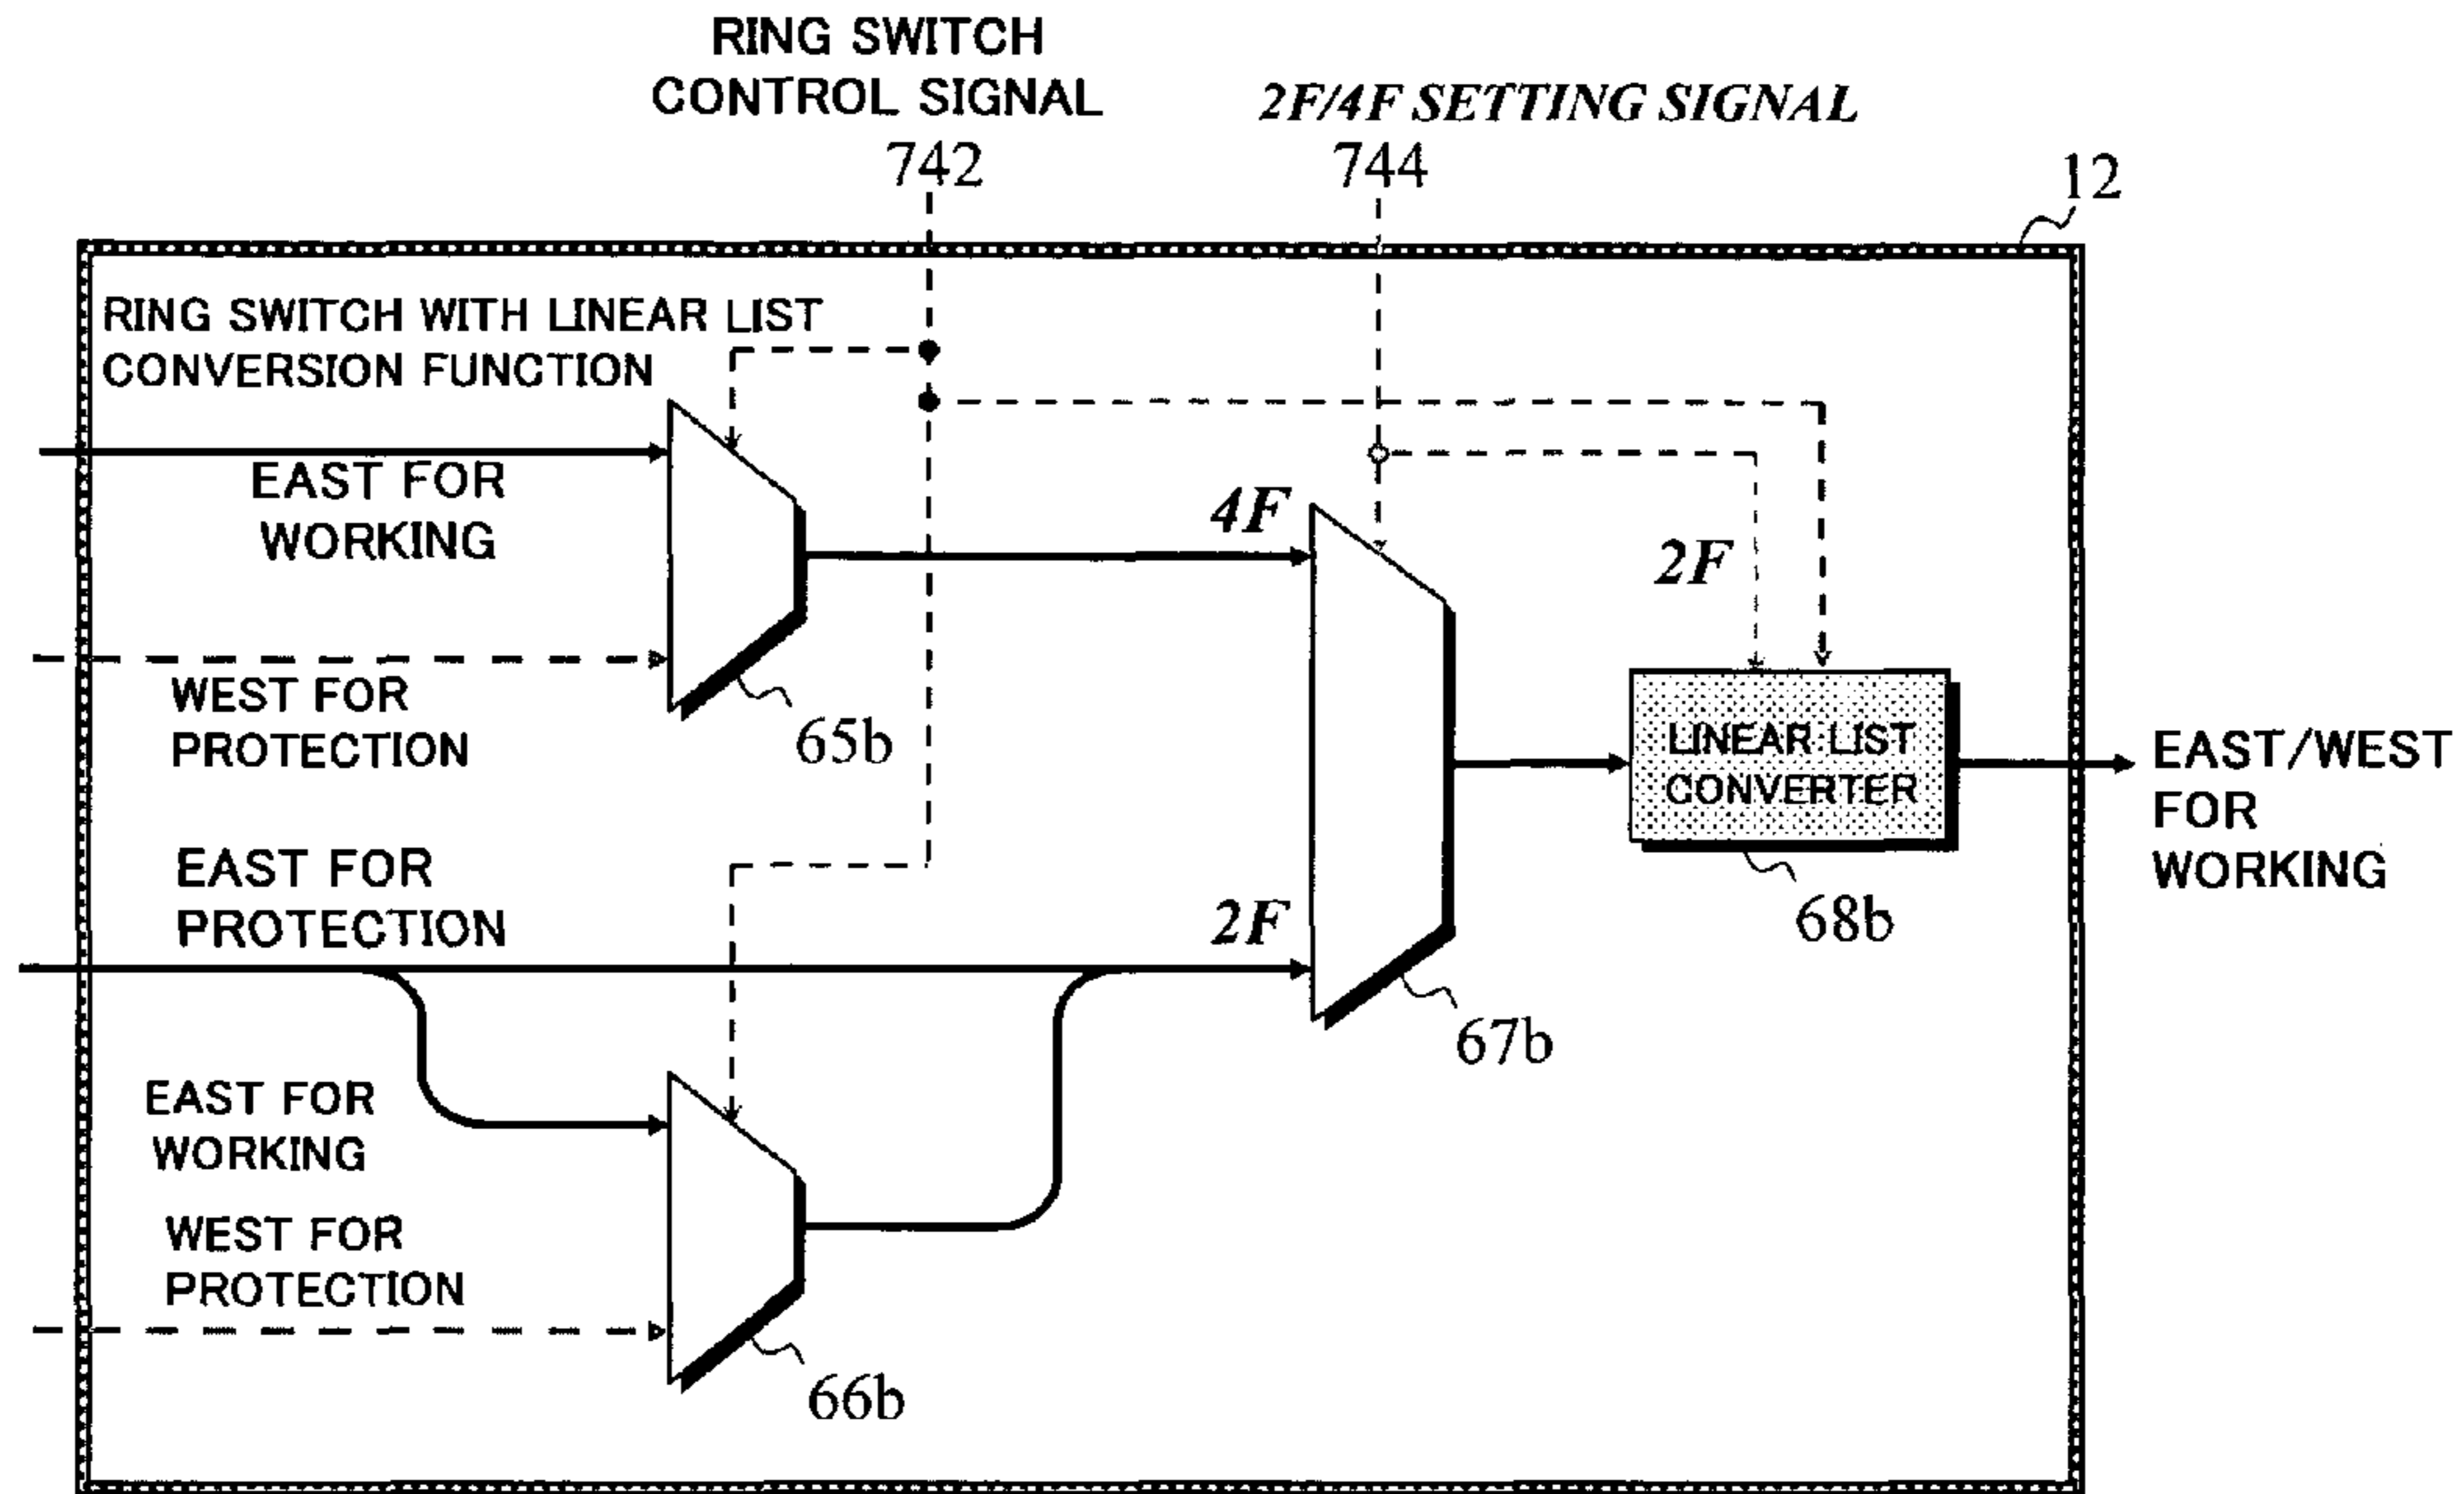 RING SWITCH
CONTROL SIGNAL
742
2F/4F SETTING SIGNAL
744
12
RING SWITCH WITH LINEAR LIST
CONVERSION FUNCTION
EAST FOR
WORKING
WEST FOR
PROTECTION
65b
4F
2F
LINEAR LIST
CONVERTER
68b
EAST/WEST
FOR
WORKING
EAST FOR
PROTECTION
2F
67b
EAST FOR
WORKING
WEST FOR
PROTECTION
66b